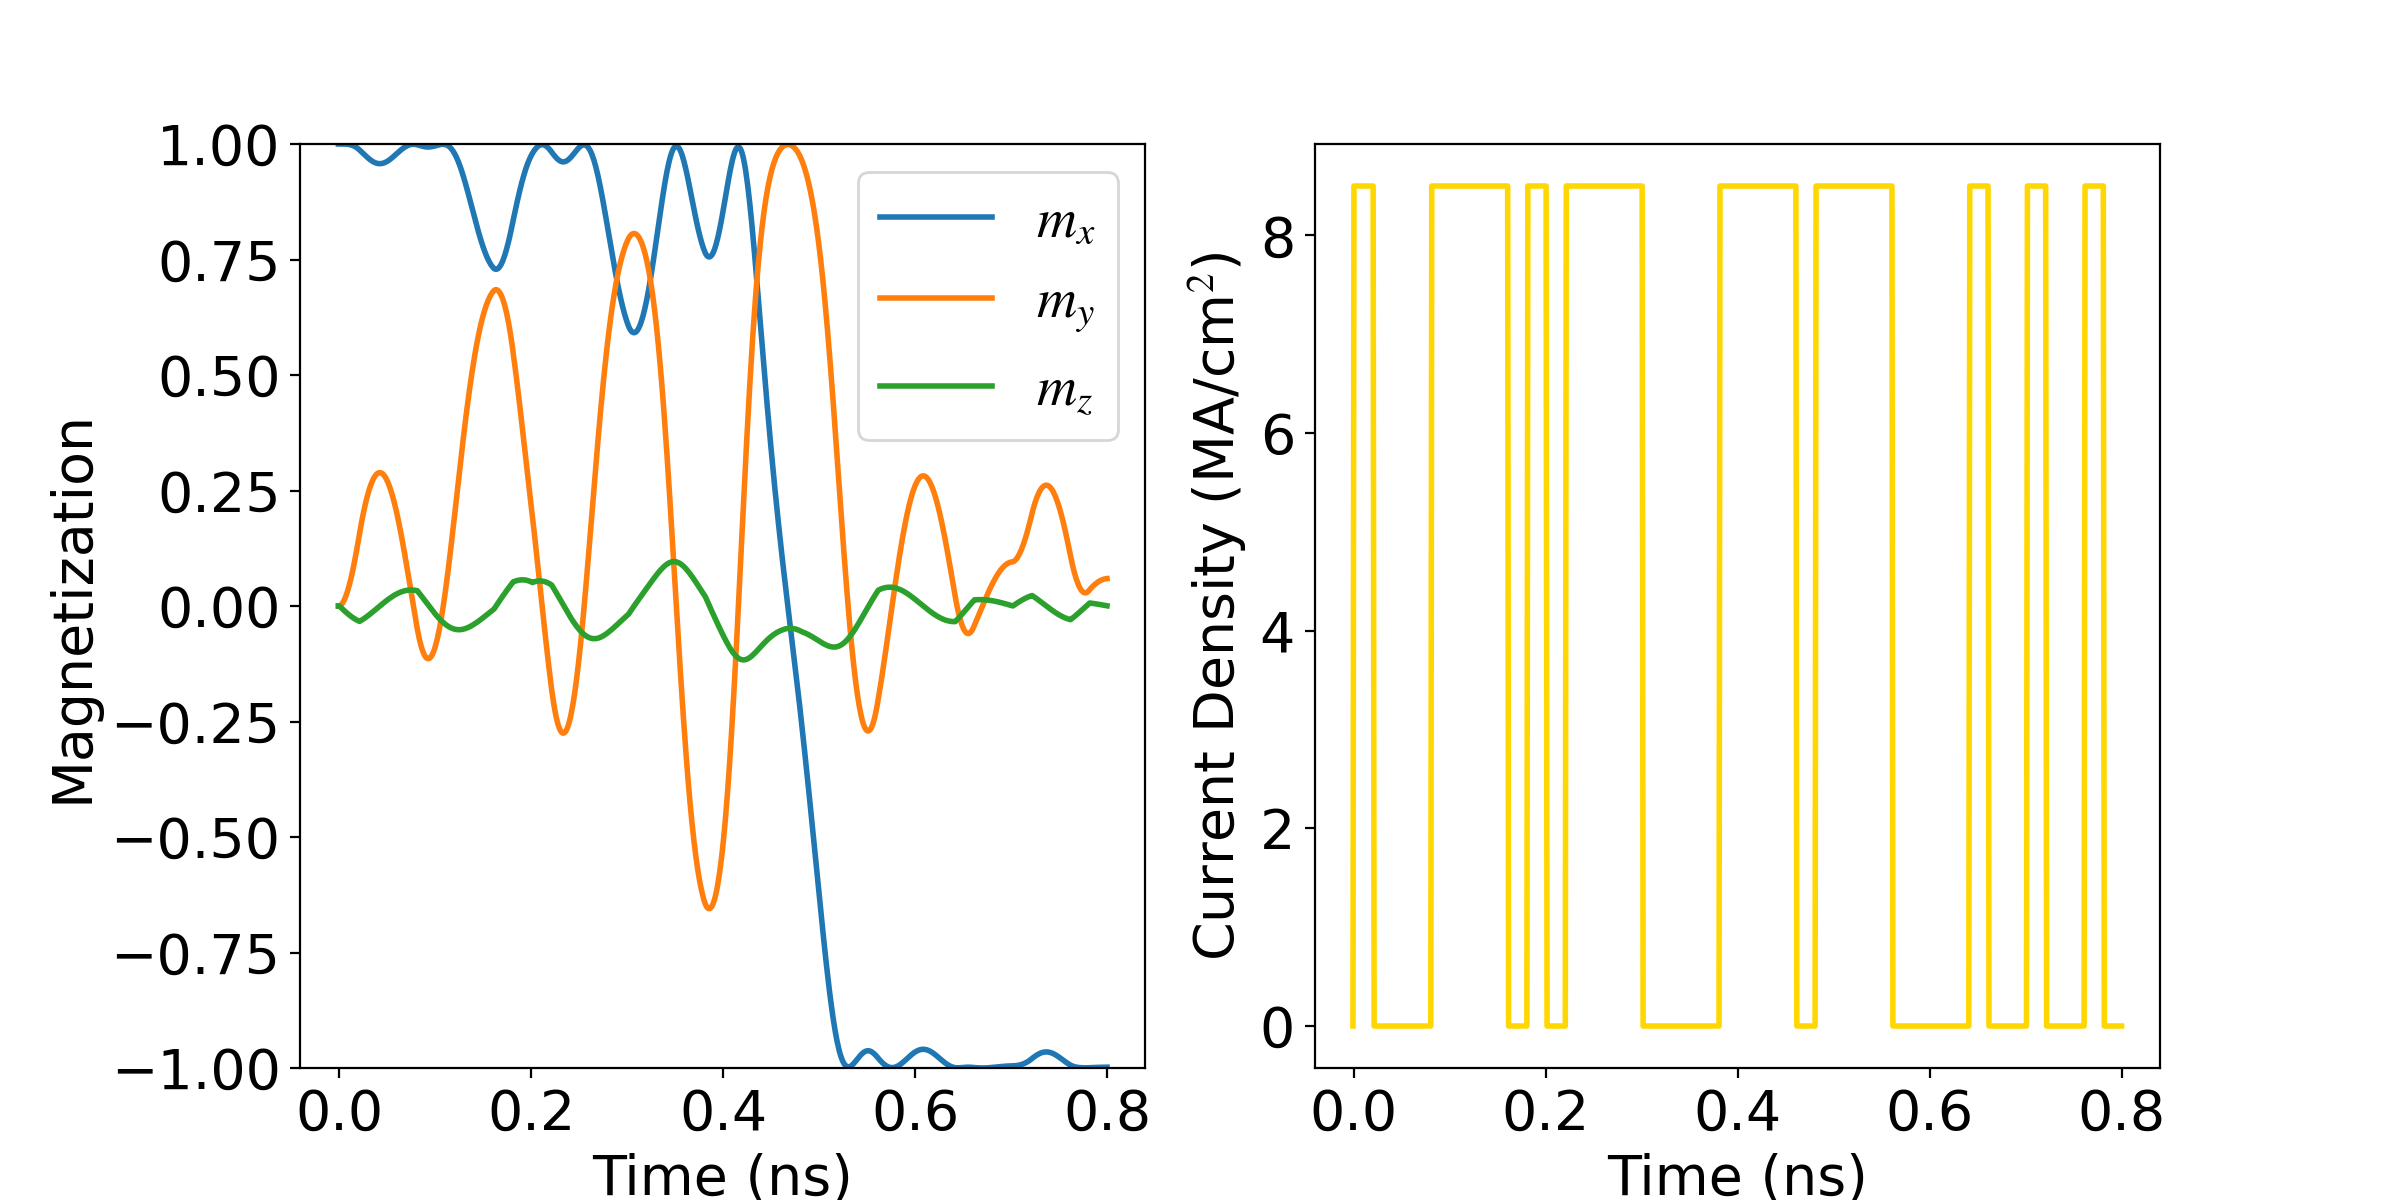 Magnetization
1.00
0.75
0.50
0.25
0.00
−0.25
−0.50
−0.75
−1.00
0.0 0.2 0.4 0.6 0.8
Time (ns)
mₓ
m_y
m_z
Current Density (MA/cm²)
8
6
4
2
0
0.0 0.2 0.4 0.6 0.8
Time (ns)